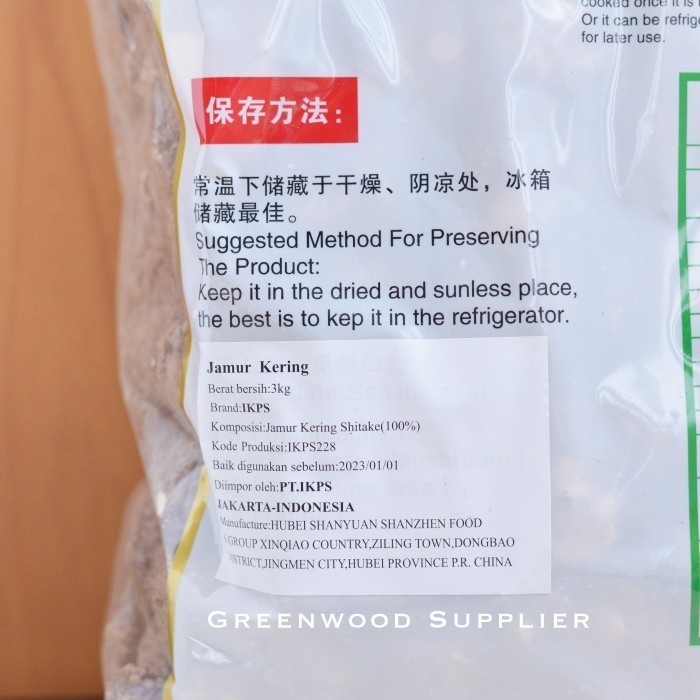 cooked once it is
Or it can be refrige
for later use.
保存方法：
常温下储藏于干燥、阴凉处，冰箱
储藏最佳。
Suggested Method For Preserving
The Product:
Keep it in the dried and sunless place,
the best is to kep it in the refrigerator.
Jamur Kering
Berat bersih:3kg
Brand:IKPS
Komposisi:Jamur Kering Shitake(100%)
Kode Produksi:IKPS228
Baik digunakan sebelum:2023/01/01
Diimpor oleh:PT.IKPS
JAKARTA-INDONESIA
Manufacture:HUBEI SHANYUAN SHANZHEN FOOD
GROUP XINQIAO COUNTRY,ZILING TOWN,DONGBAO
DISTRICT,JINGMEN CITY,HUBEI PROVINCE P.R. CHINA
GREENWOOD SUPPLIER